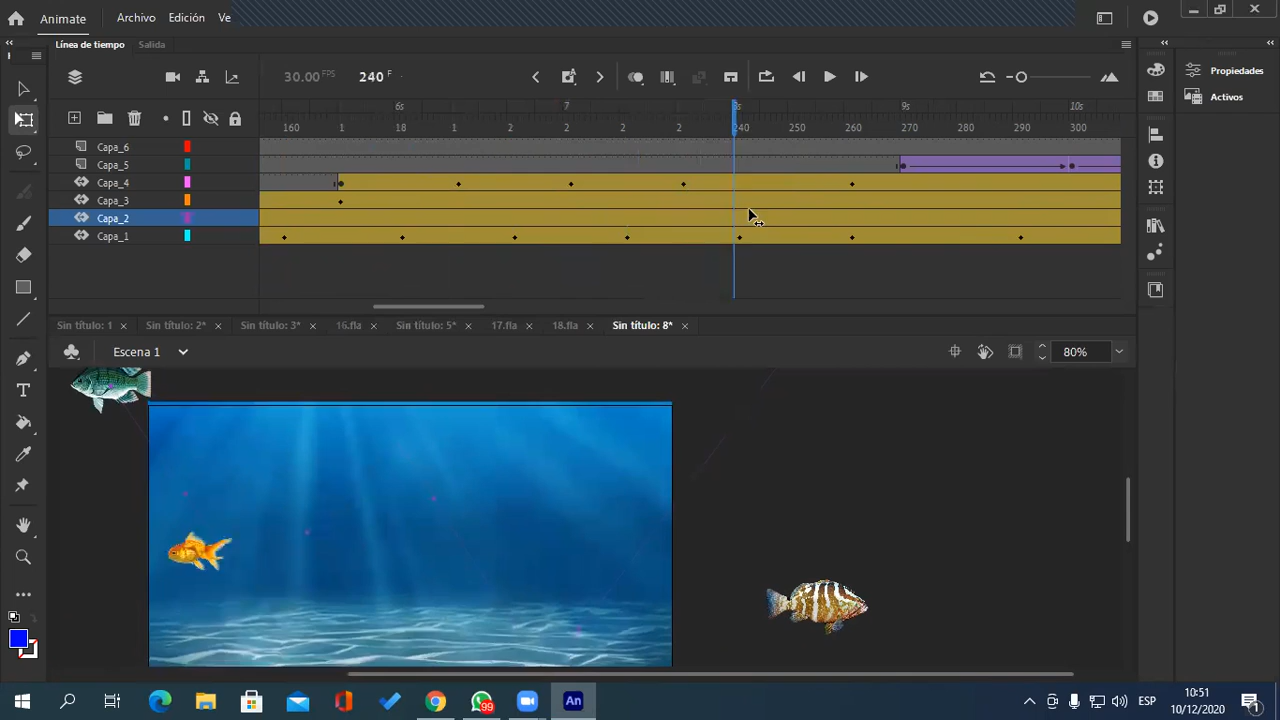 Animate Archivo Edición Ve
Línea de tiempo Salida
30.00 FPS 240 F
6s 7 8s 9s 10s
160 1 18 1 2 2 2 2 240 250 260 270 280 290 300
Capa_6
Capa_5
Capa_4
Capa_3
Capa_2
Capa_1
Propiedades
Activos
Sin título: 1 × Sin título: 2* × Sin título: 3* × 16.fla × Sin título: 5* × 17.fla × 18.fla × Sin título: 8* ×
Escena 1 80%
99 An ESP 10:51
10/12/2020 1